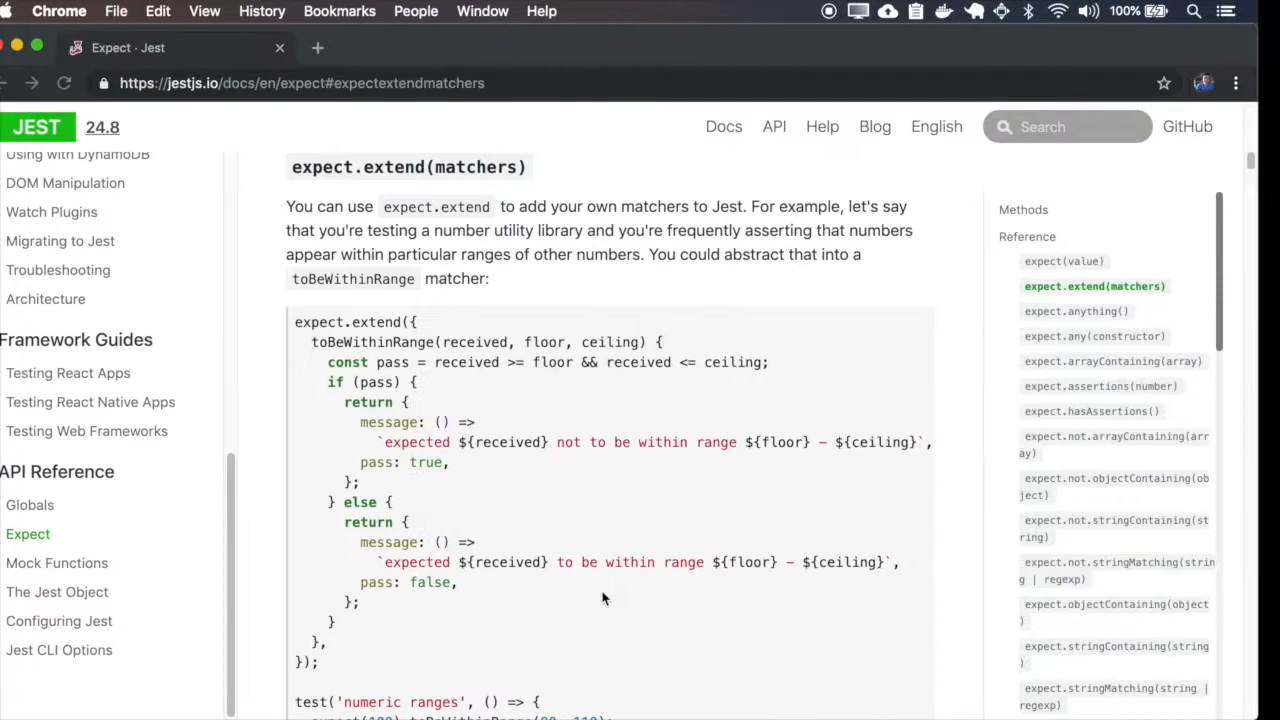 Chrome File Edit View History Bookmarks People Window Help 100%
Expect · Jest
https://jestjs.io/docs/en/expect#expectextendmatchers
JEST 24.8 Docs API Help Blog English Search GitHub
Using with DynamoDB
DOM Manipulation
Watch Plugins
Migrating to Jest
Troubleshooting
Architecture
Framework Guides
Testing React Apps
Testing React Native Apps
Testing Web Frameworks
API Reference
Globals
Expect
Mock Functions
The Jest Object
Configuring Jest
Jest CLI Options
expect.extend(matchers)
You can use expect.extend to add your own matchers to Jest. For example, let's say
that you're testing a number utility library and you're frequently asserting that numbers
appear within particular ranges of other numbers. You could abstract that into a
toBeWithinRange matcher:
expect.extend({
toBeWithinRange(received, floor, ceiling) {
const pass = received >= floor && received <= ceiling;
if (pass) {
return {
message: () =>
`expected ${received} not to be within range ${floor} - ${ceiling}`,
pass: true,
};
} else {
return {
message: () =>
`expected ${received} to be within range ${floor} - ${ceiling}`,
pass: false,
};
}
},
});
test('numeric ranges', () => {
Methods
Reference
expect(value)
expect.extend(matchers)
expect.anything()
expect.any(constructor)
expect.arrayContaining(array)
expect.assertions(number)
expect.hasAssertions()
expect.not.arrayContaining(arr
ay)
expect.not.objectContaining(ob
ject)
expect.not.stringContaining(st
ring)
expect.not.stringMatching(strin
g | regexp)
expect.objectContaining(object
)
expect.stringContaining(string
)
expect.stringMatching(string |
regexp)